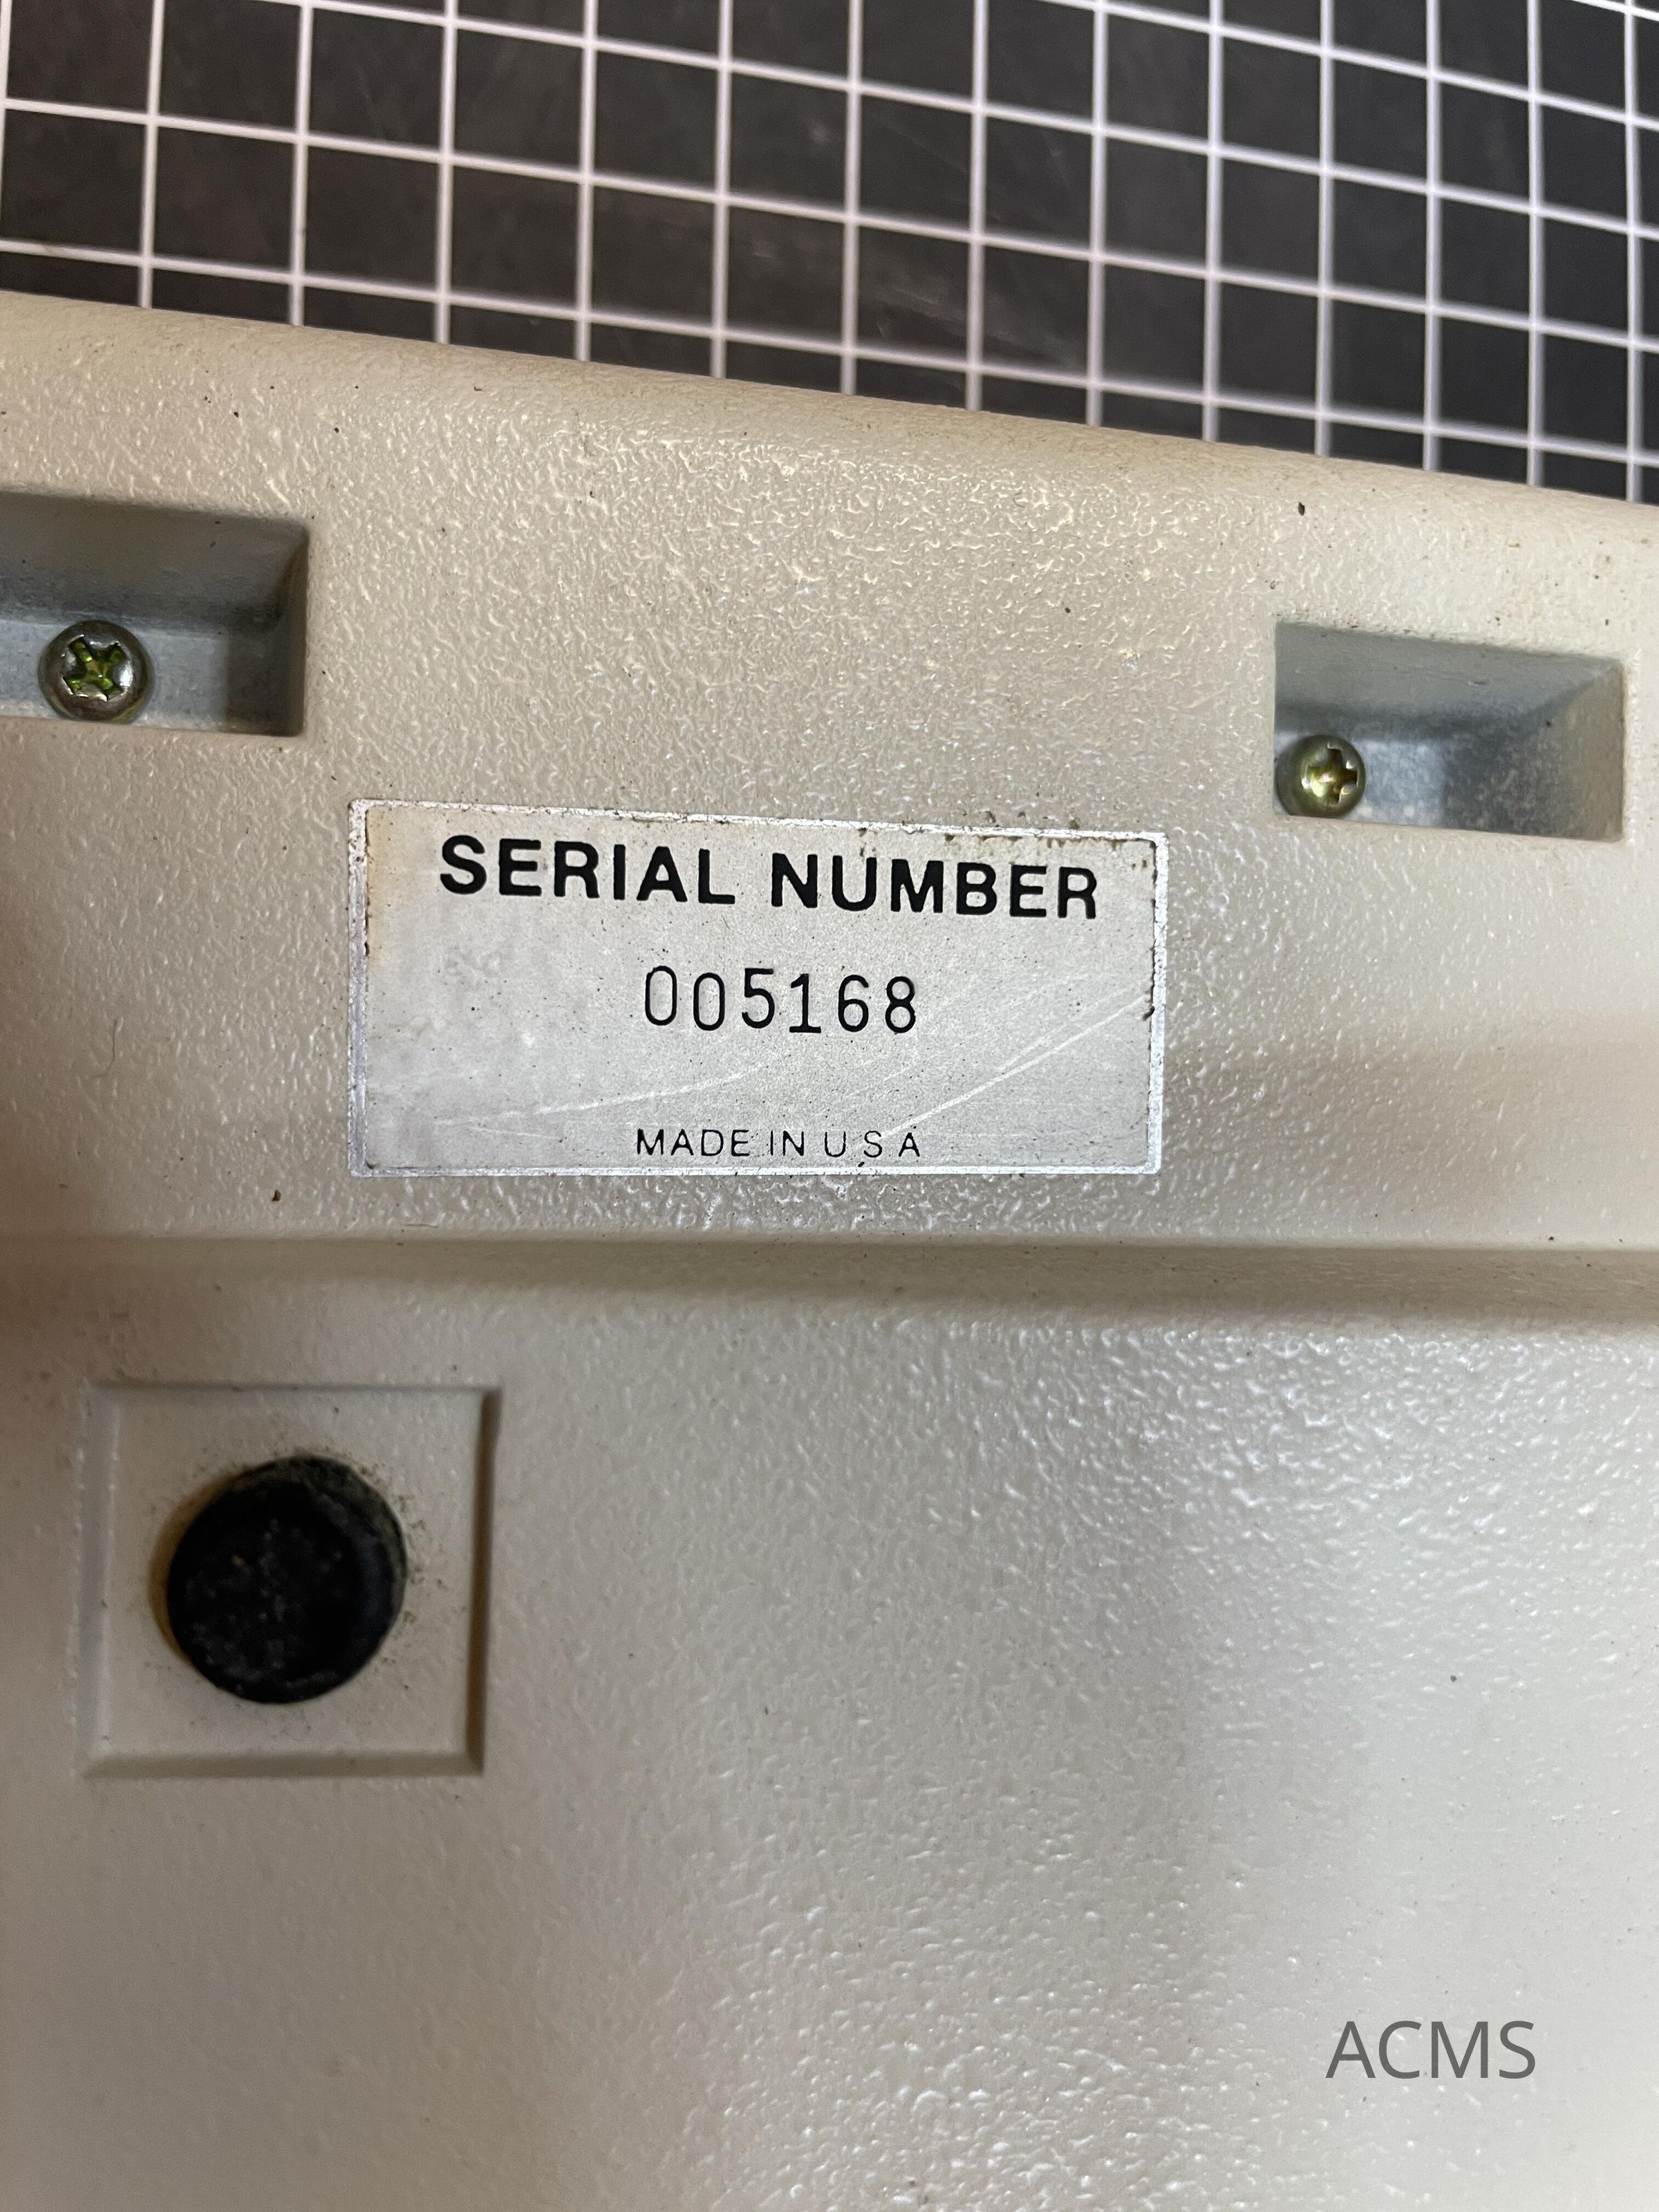 SERIAL NUMBER
005168
MADE IN U S A
ACMS